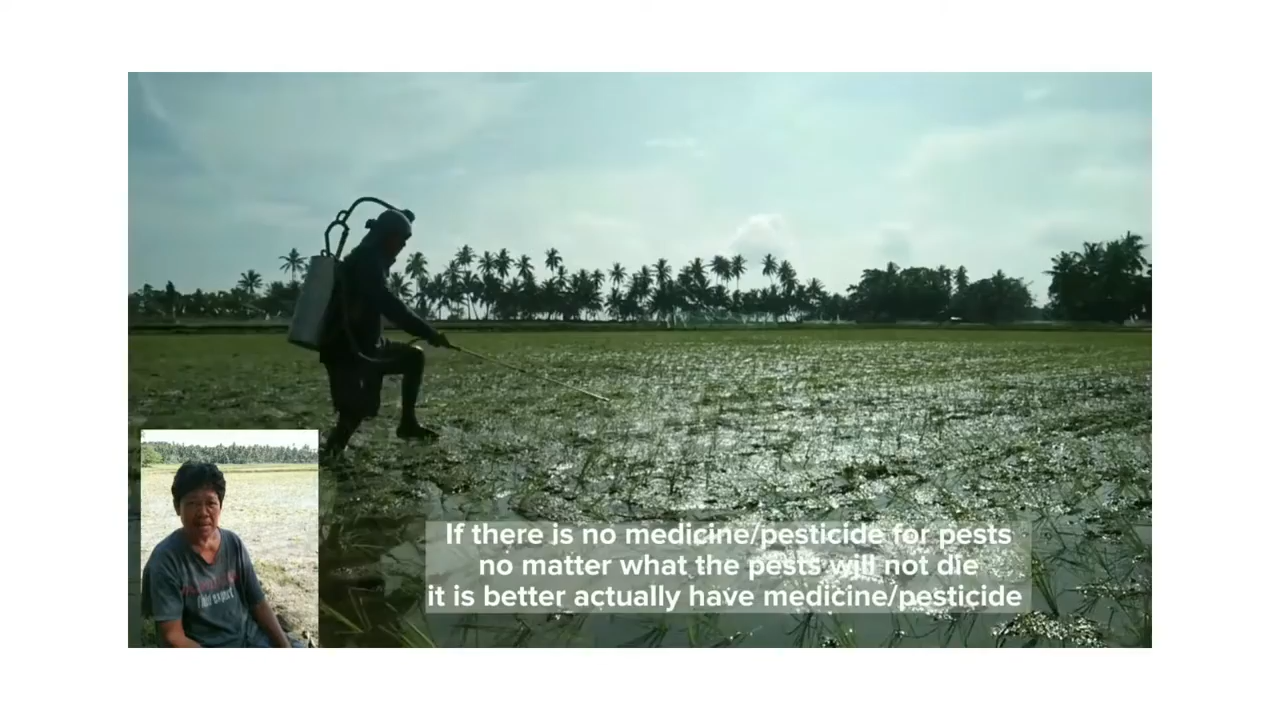 If there is no medicine/pesticide for pests
no matter what the pests will not die
it is better actually have medicine/pesticide